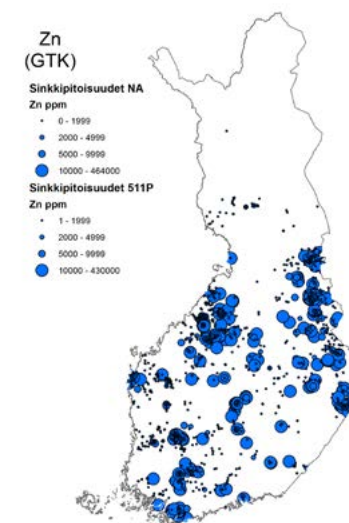 Zn
(GTK)
Sinkkipitoisuudet NA
Zn ppm
0 - 1999
2000 - 4999
5000 - 9999
10000 - 464000
Sinkkipitoisuudet 511P
Zn ppm
1 - 1999
2000 - 4999
5000 - 9999
10000 - 430000